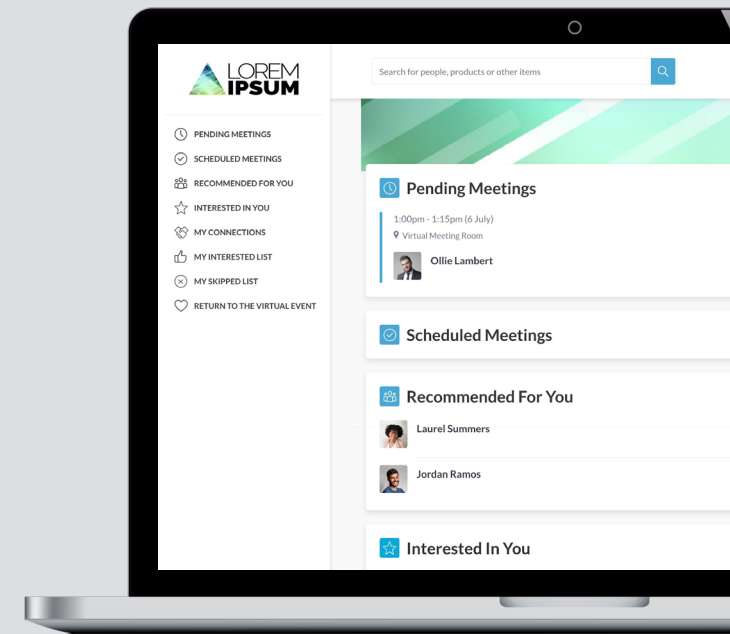 LOREM
IPSUM
Search for people, products or other items
PENDING MEETINGS
SCHEDULED MEETINGS
RECOMMENDED FOR YOU
INTERESTED IN YOU
MY CONNECTIONS
MY INTERESTED LIST
MY SKIPPED LIST
RETURN TO THE VIRTUAL EVENT
Pending Meetings
1:00pm - 1:15pm (6 July)
Virtual Meeting Room
Ollie Lambert
Scheduled Meetings
Recommended For You
Laurel Summers
Jordan Ramos
Interested In You